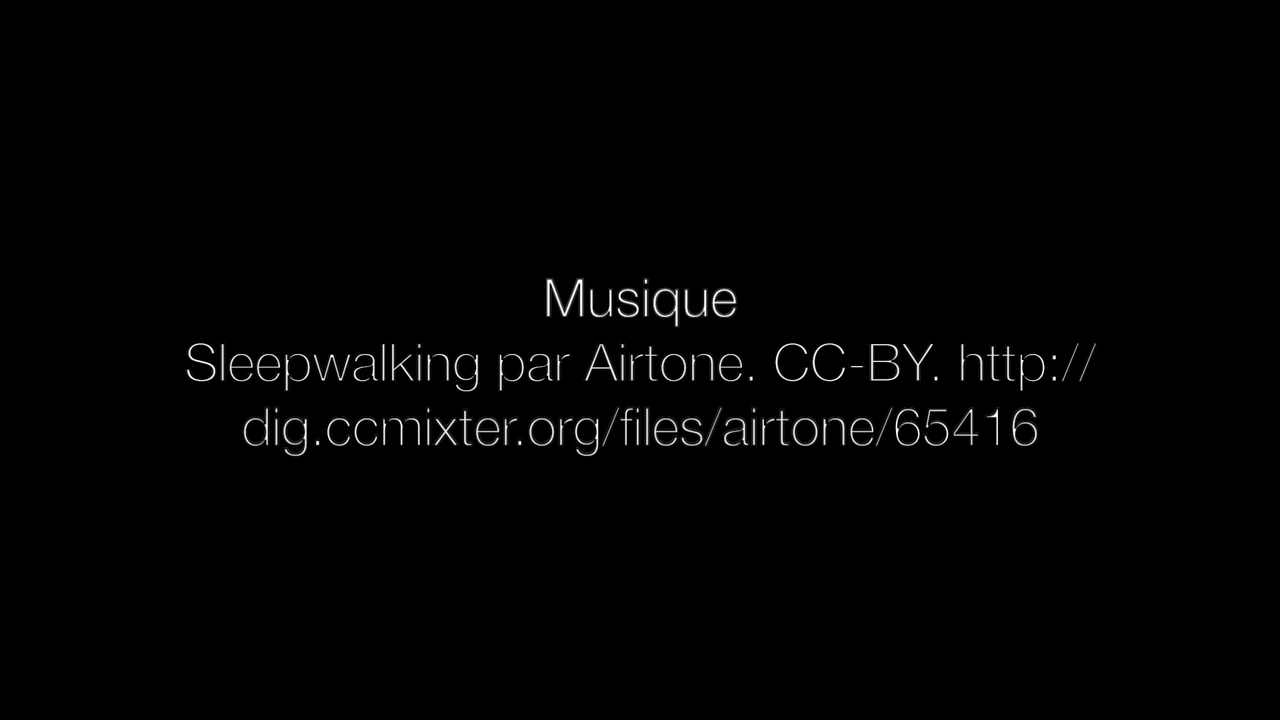 Musique
Sleepwalking par Airtone. CC-BY. http://
dig.ccmixter.org/files/airtone/65416